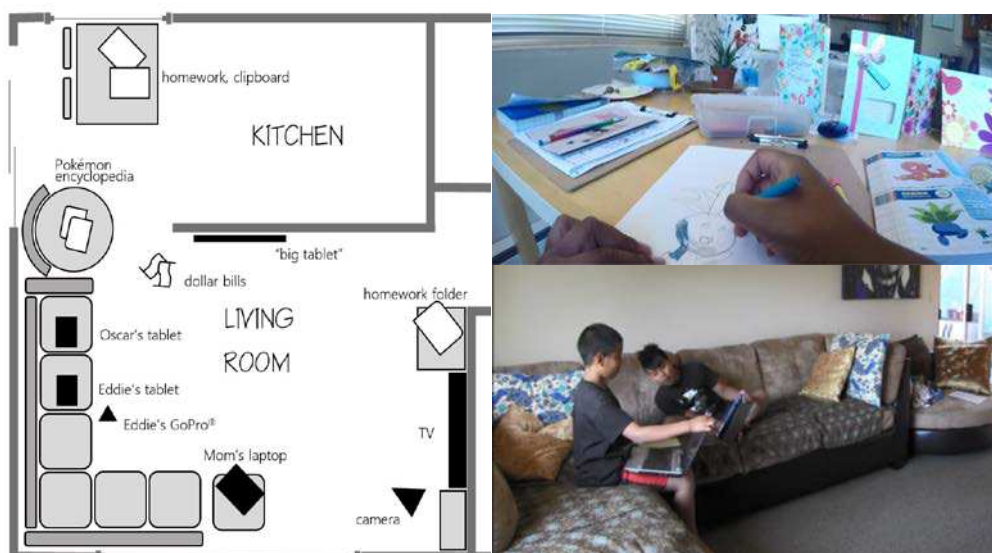 homework, clipboard
KITCHEN
Pokémon
encyclopedia
"big tablet"
dollar bills
homework folder
LIVING
ROOM
Oscar's tablet
Eddie's tablet
Eddie's GoPro®
TV
Mom's laptop
camera